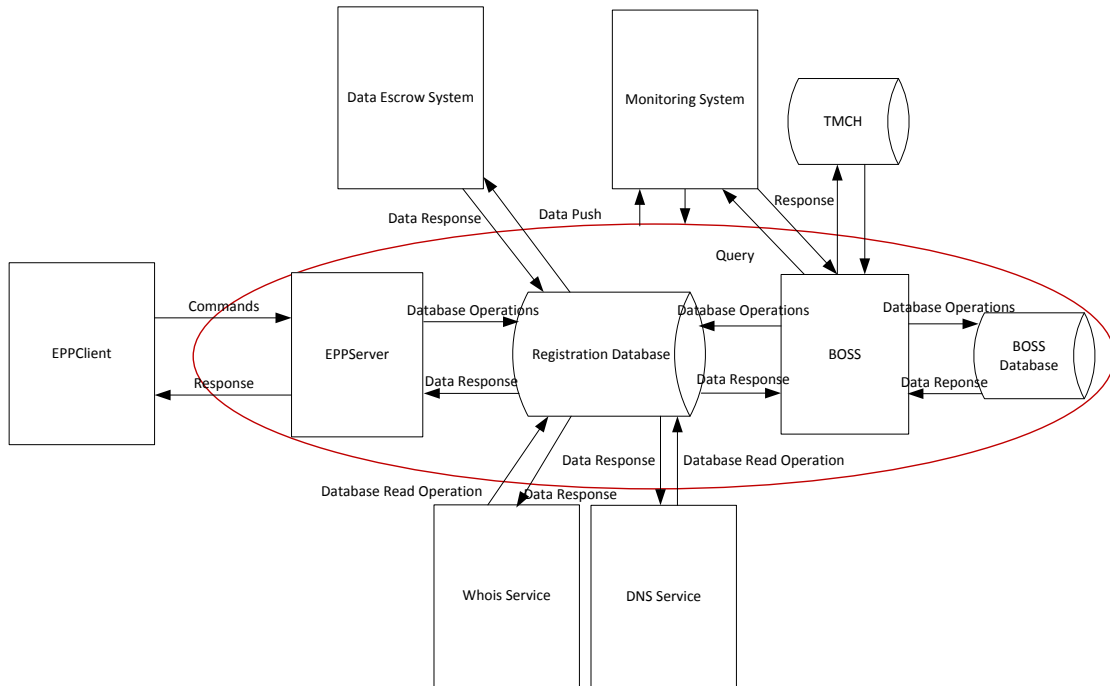 Data Escrow System
Monitoring System
TMCH
Data Response
Data Push
Response
Query
Commands
Database Operations
Database Operations
Database Operations
EPPClient
EPPServer
Registration Database
BOSS
BOSS
Database
Response
Data Response
Data Response
Data Reponse
Data Response
Database Read Operation
Database Read Operation
Data Response
Whois Service
DNS Service